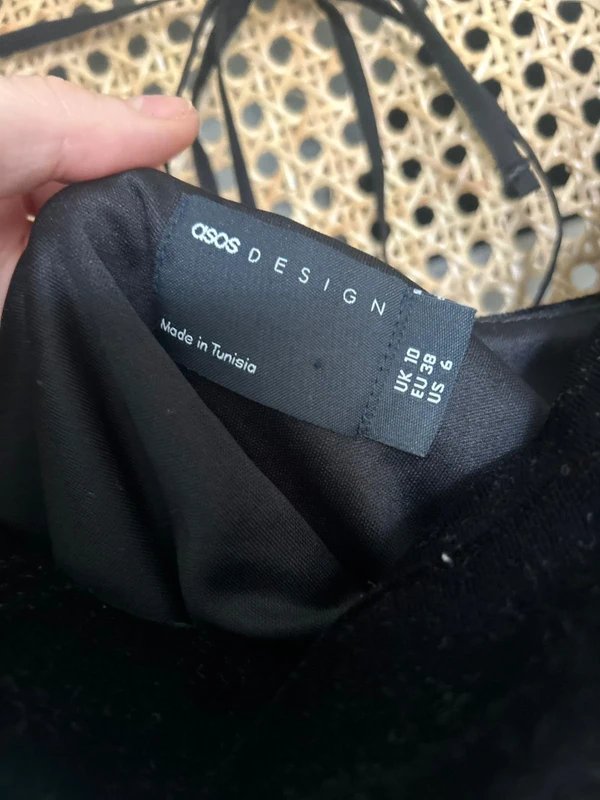 asos DESIGN
Made in Tunisia
UK 10
EU 38
US 6